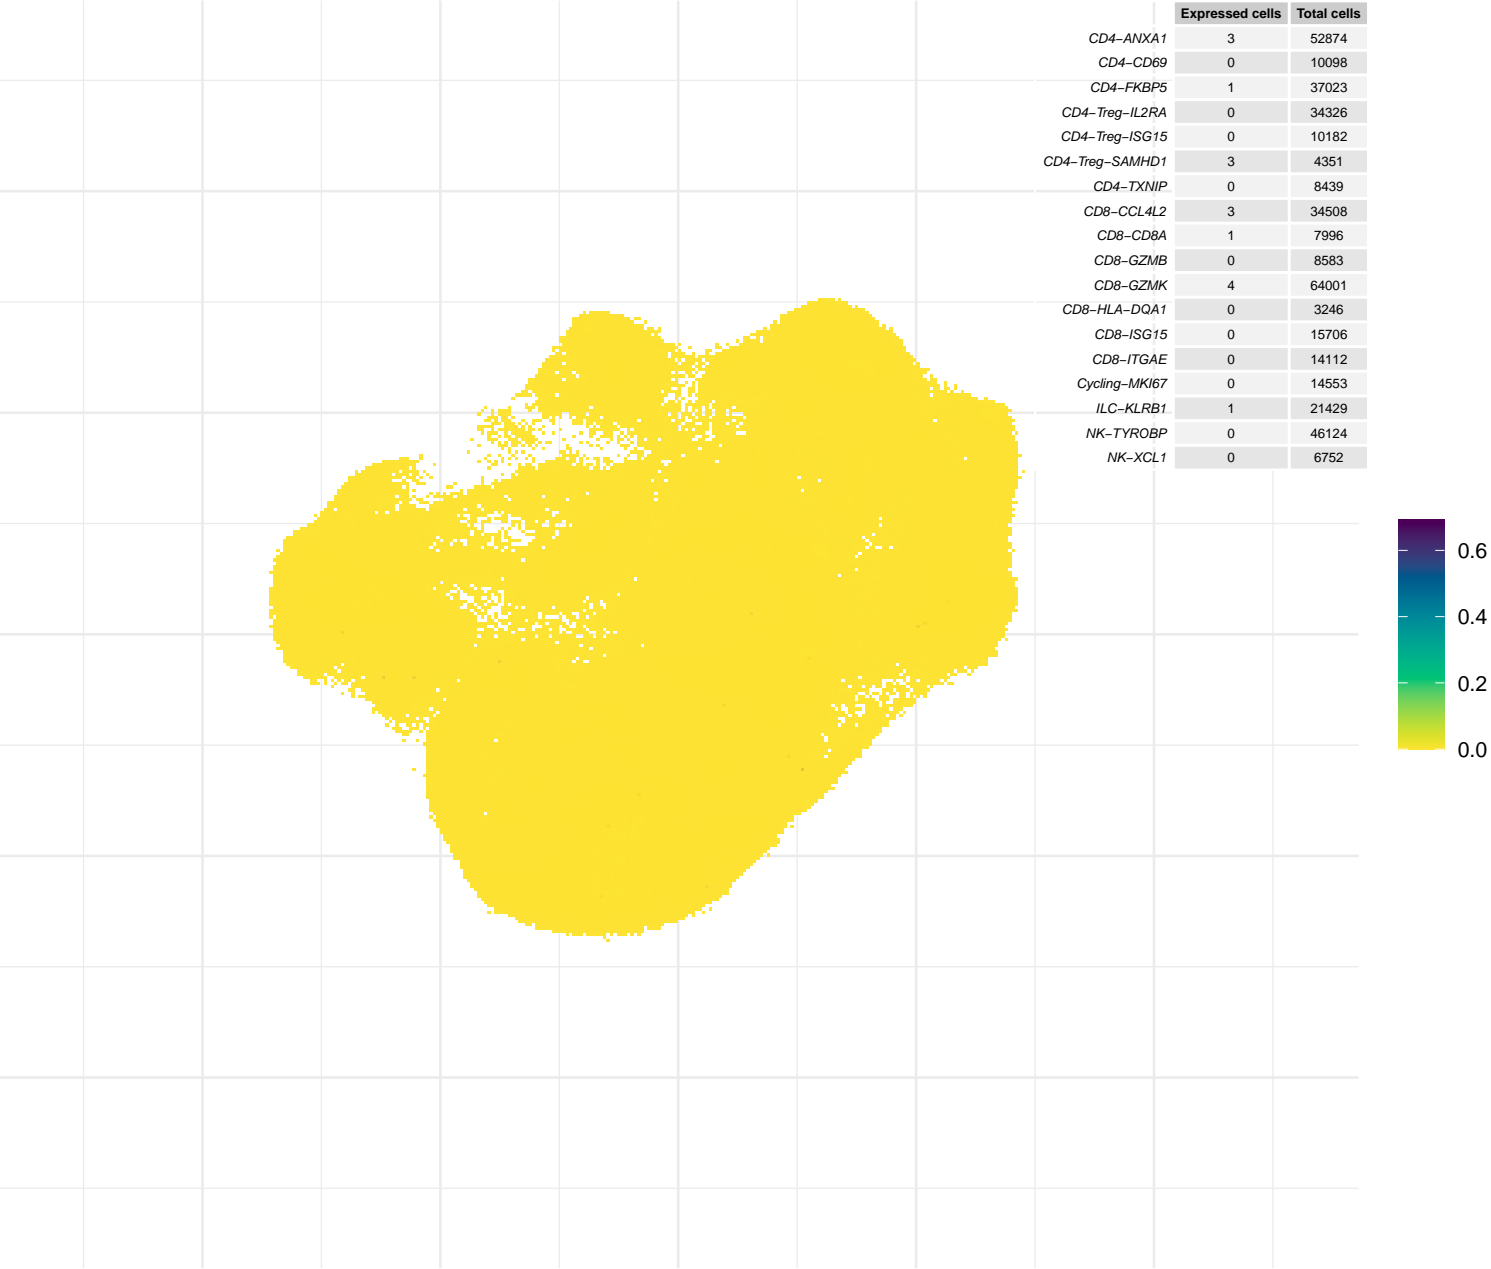 Expressed cells Total cells
CD4−ANXA1 3 52874
CD4−CD69 0 10098
CD4−FKBP5 1 37023
CD4−Treg−IL2RA 0 34326
CD4−Treg−ISG15 0 10182
CD4−Treg−SAMHD1 3 4351
CD4−TXNIP 0 8439
CD8−CCL4L2 3 34508
CD8−CD8A 1 7996
CD8−GZMB 0 8583
CD8−GZMK 4 64001
CD8−HLA−DQA1 0 3246
CD8−ISG15 0 15706
CD8−ITGAE 0 14112
Cycling−MKI67 0 14553
ILC−KLRB1 1 21429
NK−TYROBP 0 46124
NK−XCL1 0 6752
0.6
0.4
0.2
0.0